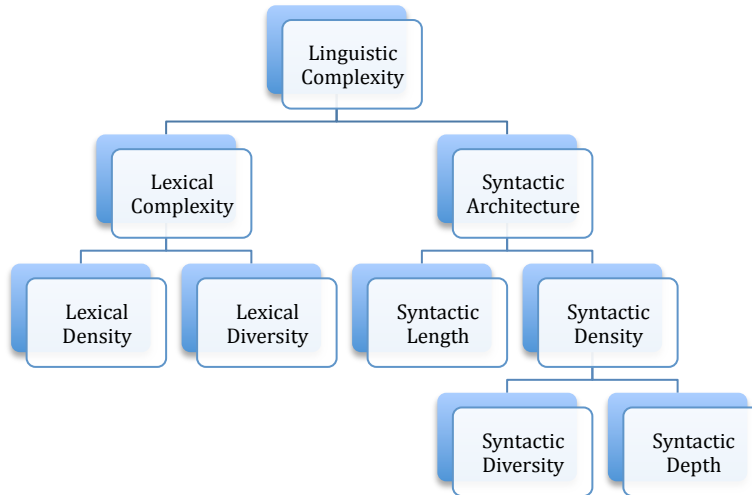 Linguistic
Complexity
Lexical
Complexity
Syntactic
Architecture
Lexical
Density
Lexical
Diversity
Syntactic
Length
Syntactic
Density
Syntactic
Diversity
Syntactic
Depth